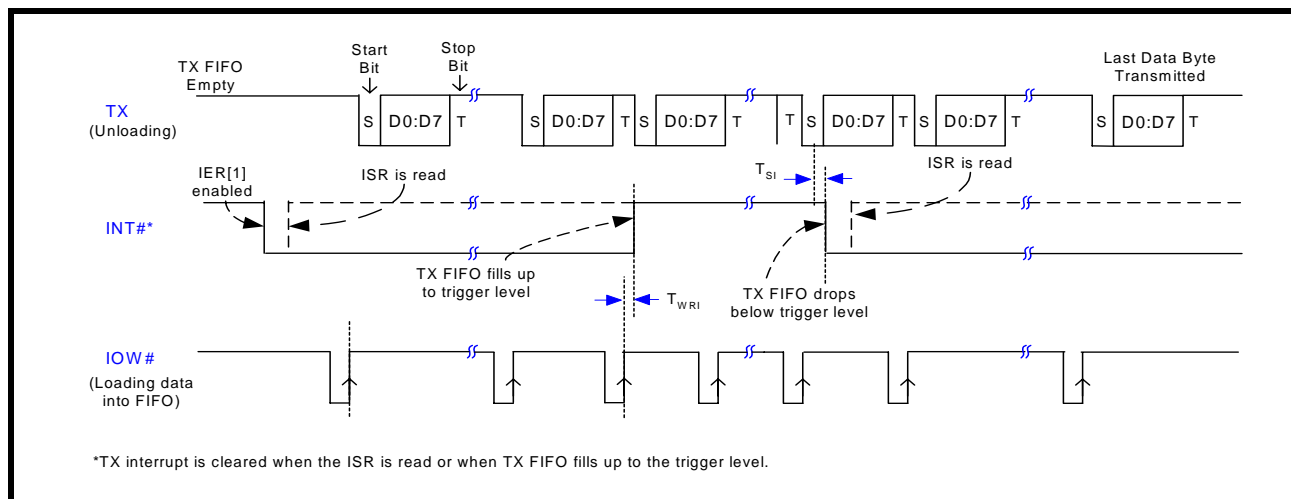 Start
Bit
Stop
Bit
TX FIFO
Empty
Last Data Byte
Transmitted
TX
(Unloading)
S D0:D7 T S D0:D7 T S D0:D7 T T S D0:D7 T S D0:D7 T S D0:D7 T
IER[1]
enabled
ISR is read
TSI
ISR is read
INT#*
TX FIFO fills up
to trigger level
TX FIFO drops
below trigger level
TWRI
IOW#
(Loading data
into FIFO)
*TX interrupt is cleared when the ISR is read or when TX FIFO fills up to the trigger level.